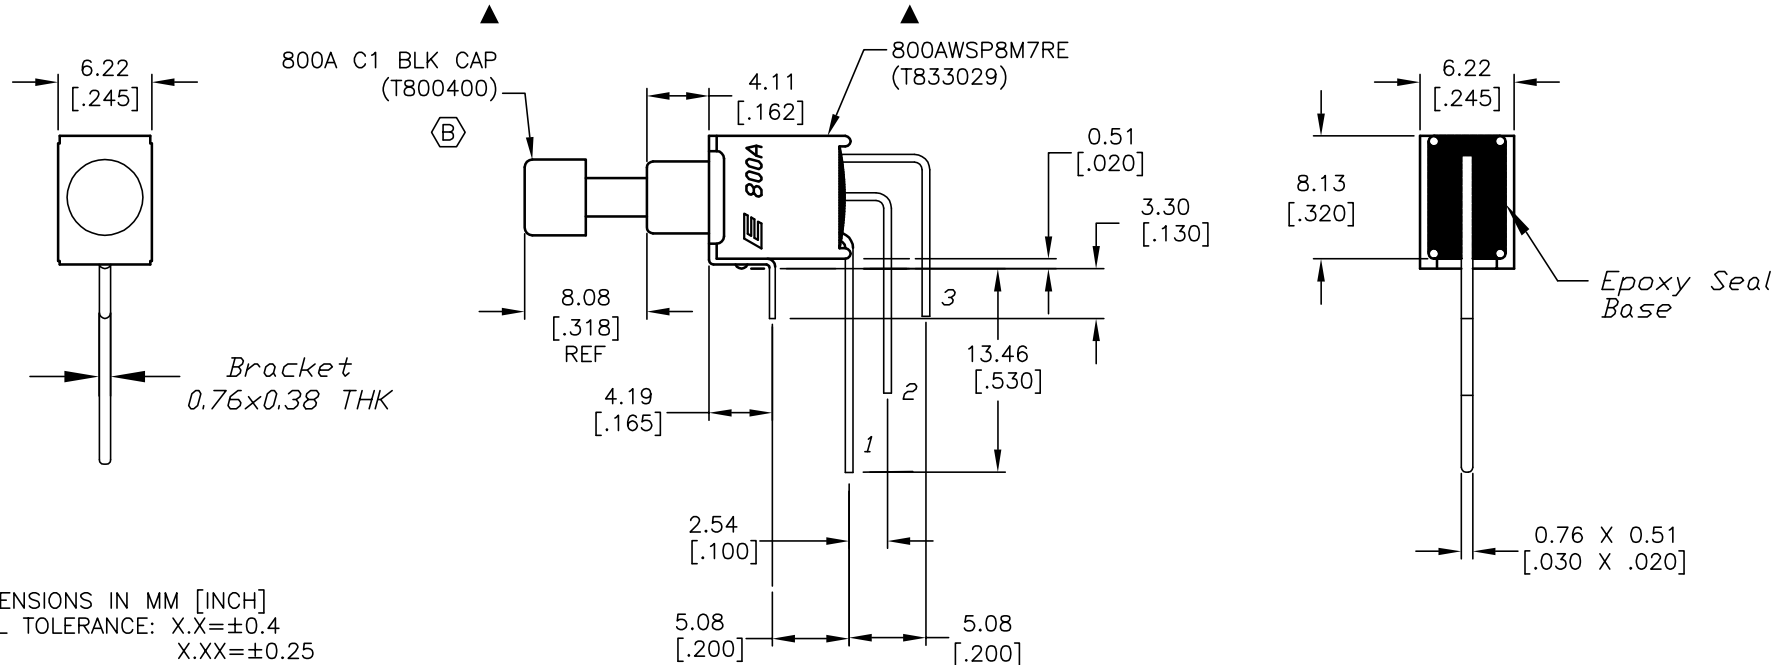 6.22
[.245]
800A C1 BLK CAP
(T800400)
B
4.11
[.162]
800AWSP8M7RE
(T833029)
0.51
[.020]
3.30
[.130]
6.22
[.245]
8.13
[.320]
Epoxy Seal
Base
E 800A
8.08
[.318]
REF
Bracket
0.76x0.38 THK
4.19
[.165]
3
2
1
13.46
[.530]
2.54
[.100]
0.76 X 0.51
[.030 X .020]
ENSIONS IN MM [INCH]
L TOLERANCE: X.X=±0.4
X.XX=±0.25
5.08
[.200]
5.08
[.200]